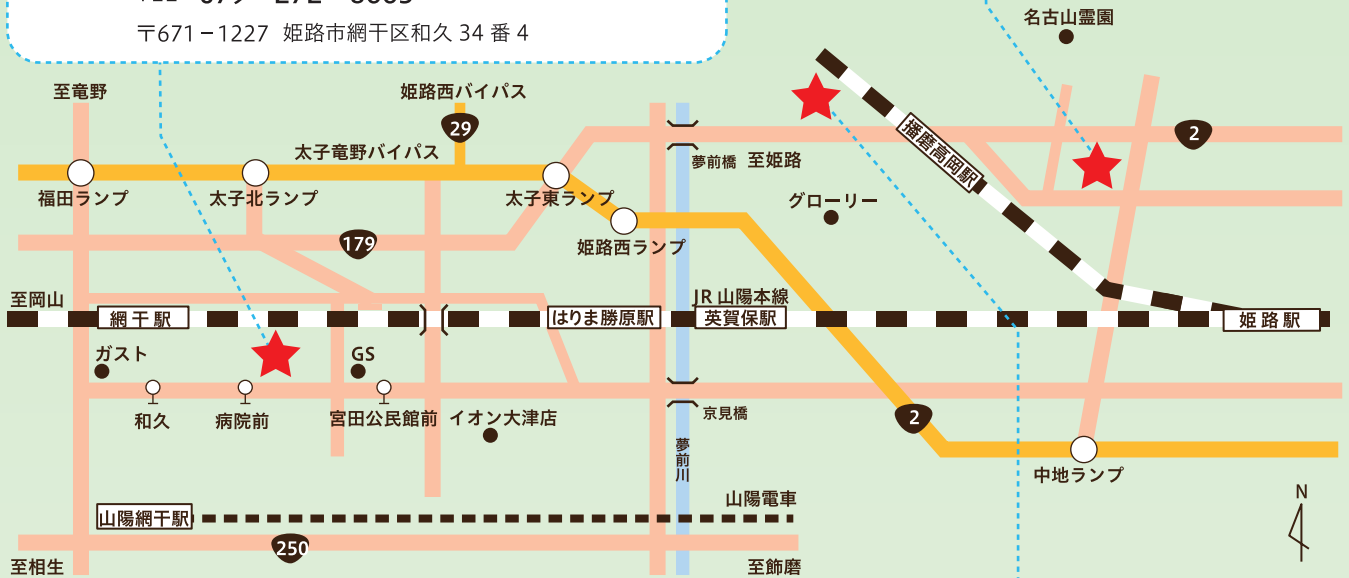 〒671-1227 姫路市網干区和久 34 番 4
名古山霊園
至竜野
姫路西バイパス
29
2
太子竜野バイパス
夢前橋
至姫路
播磨高岡駅
福田ランプ
太子北ランプ
太子東ランプ
グローリー
179
姫路西ランプ
至岡山
JR 山陽本線
網干駅
はりま勝原駅
英賀保駅
姫路駅
ガスト
GS
和久
病院前
宮田公民館前
イオン大津店
京見橋
2
夢前川
中地ランプ
山陽電車
N
山陽網干駅
250
至相生
至飾磨